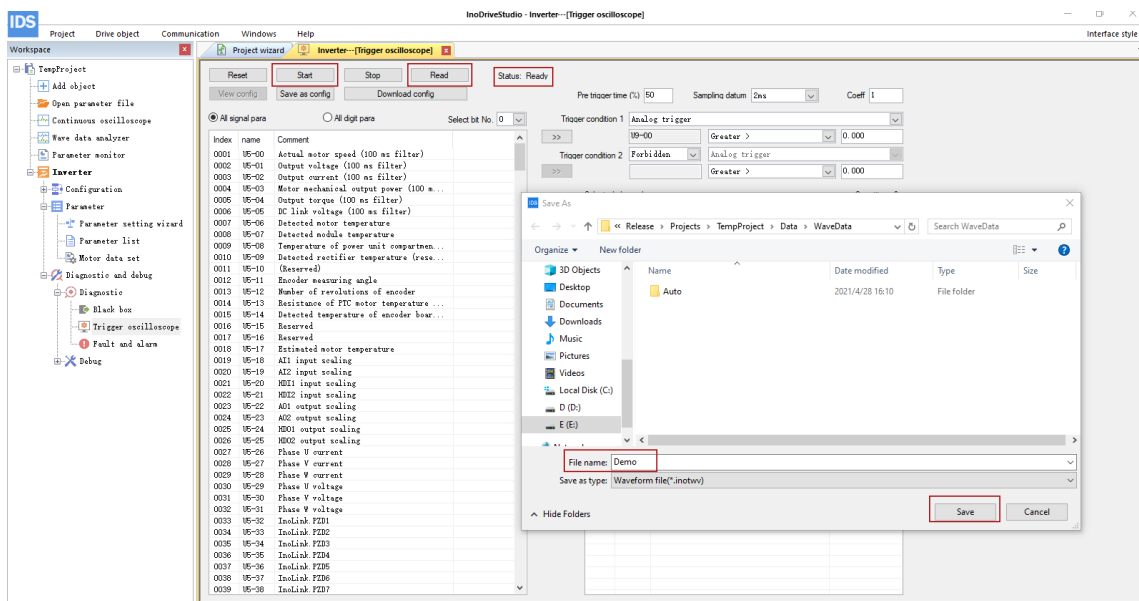 InoDriveStudio - Inverter---[Trigger oscilloscope]
IDS
Project Drive object Communication Windows Help
Interface style
Workspace
Project wizard Inverter---[Trigger oscilloscope]
TempProject
Add object
Open parameter file
Continuous oscilloscope
Wave data analyzer
Parameter monitor
Inverter
Configuration
Parameter
Parameter setting wizard
Parameter list
Motor data set
Diagnostic and debug
Diagnostic
Black box
Trigger oscilloscope
Fault and alarm
Debug
Reset Start Stop Read Status: Ready
View config Save as config Download config
All signal para All digit para Select bit No. 0
Pre trigger time (%) 50 Sampling datum 2ms Coeff 1
Trigger condition 1 Analog trigger
>> U9-00 Greater > 0.000
Trigger condition 2 Forbidden Analog trigger
>> Greater > 0.000
Index name Comment
0001 U5-00 Actual motor speed (100 ms filter)
0002 U5-01 Output voltage (100 ms filter)
0003 U5-02 Output current (100 ms filter)
0004 U5-03 Motor mechanical output power (100 m...
0005 U5-04 Output torque (100 ms filter)
0006 U5-05 DC link voltage (100 ms filter)
0007 U5-06 Detected motor temperature
0008 U5-07 Detected module temperature
0009 U5-08 Temperature of power unit compartmen...
0010 U5-09 Detected rectifier temperature (rese...
0011 U5-10 (Reserved)
0012 U5-11 Encoder measuring angle
0013 U5-12 Number of revolutions of encoder
0014 U5-13 Resistance of PTC motor temperature ...
0015 U5-14 Detected temperature of encoder boar...
0016 U5-15 Reserved
0017 U5-16 Reserved
0018 U5-17 Estimated motor temperature
0019 U5-18 AI1 input scaling
0020 U5-19 AI2 input scaling
0021 U5-20 HDI1 input scaling
0022 U5-21 HDI2 input scaling
0023 U5-22 AO1 output scaling
0024 U5-23 AO2 output scaling
0025 U5-24 HDO1 output scaling
0026 U5-25 HDO2 output scaling
0027 U5-26 Phase U current
0028 U5-27 Phase V current
0029 U5-28 Phase W current
0030 U5-29 Phase U voltage
0031 U5-30 Phase V voltage
0032 U5-31 Phase W voltage
0033 U5-32 InoLink.PZD1
0034 U5-33 InoLink.PZD2
0035 U5-34 InoLink.PZD3
0036 U5-35 InoLink.PZD4
0037 U5-36 InoLink.PZD5
0038 U5-37 InoLink.PZD6
0039 U5-38 InoLink.PZD7
IDS Save As
« Release > Projects > TempProject > Data > WaveData Search WaveData
Organize New folder
3D Objects
Desktop
Documents
Downloads
Music
Pictures
Videos
Local Disk (C:)
D (D:)
E (E:)
Name Date modified Type Size
Auto 2021/4/28 16:10 File folder
File name: Demo
Save as type: Waveform file(*.inotwv)
Hide Folders Save Cancel